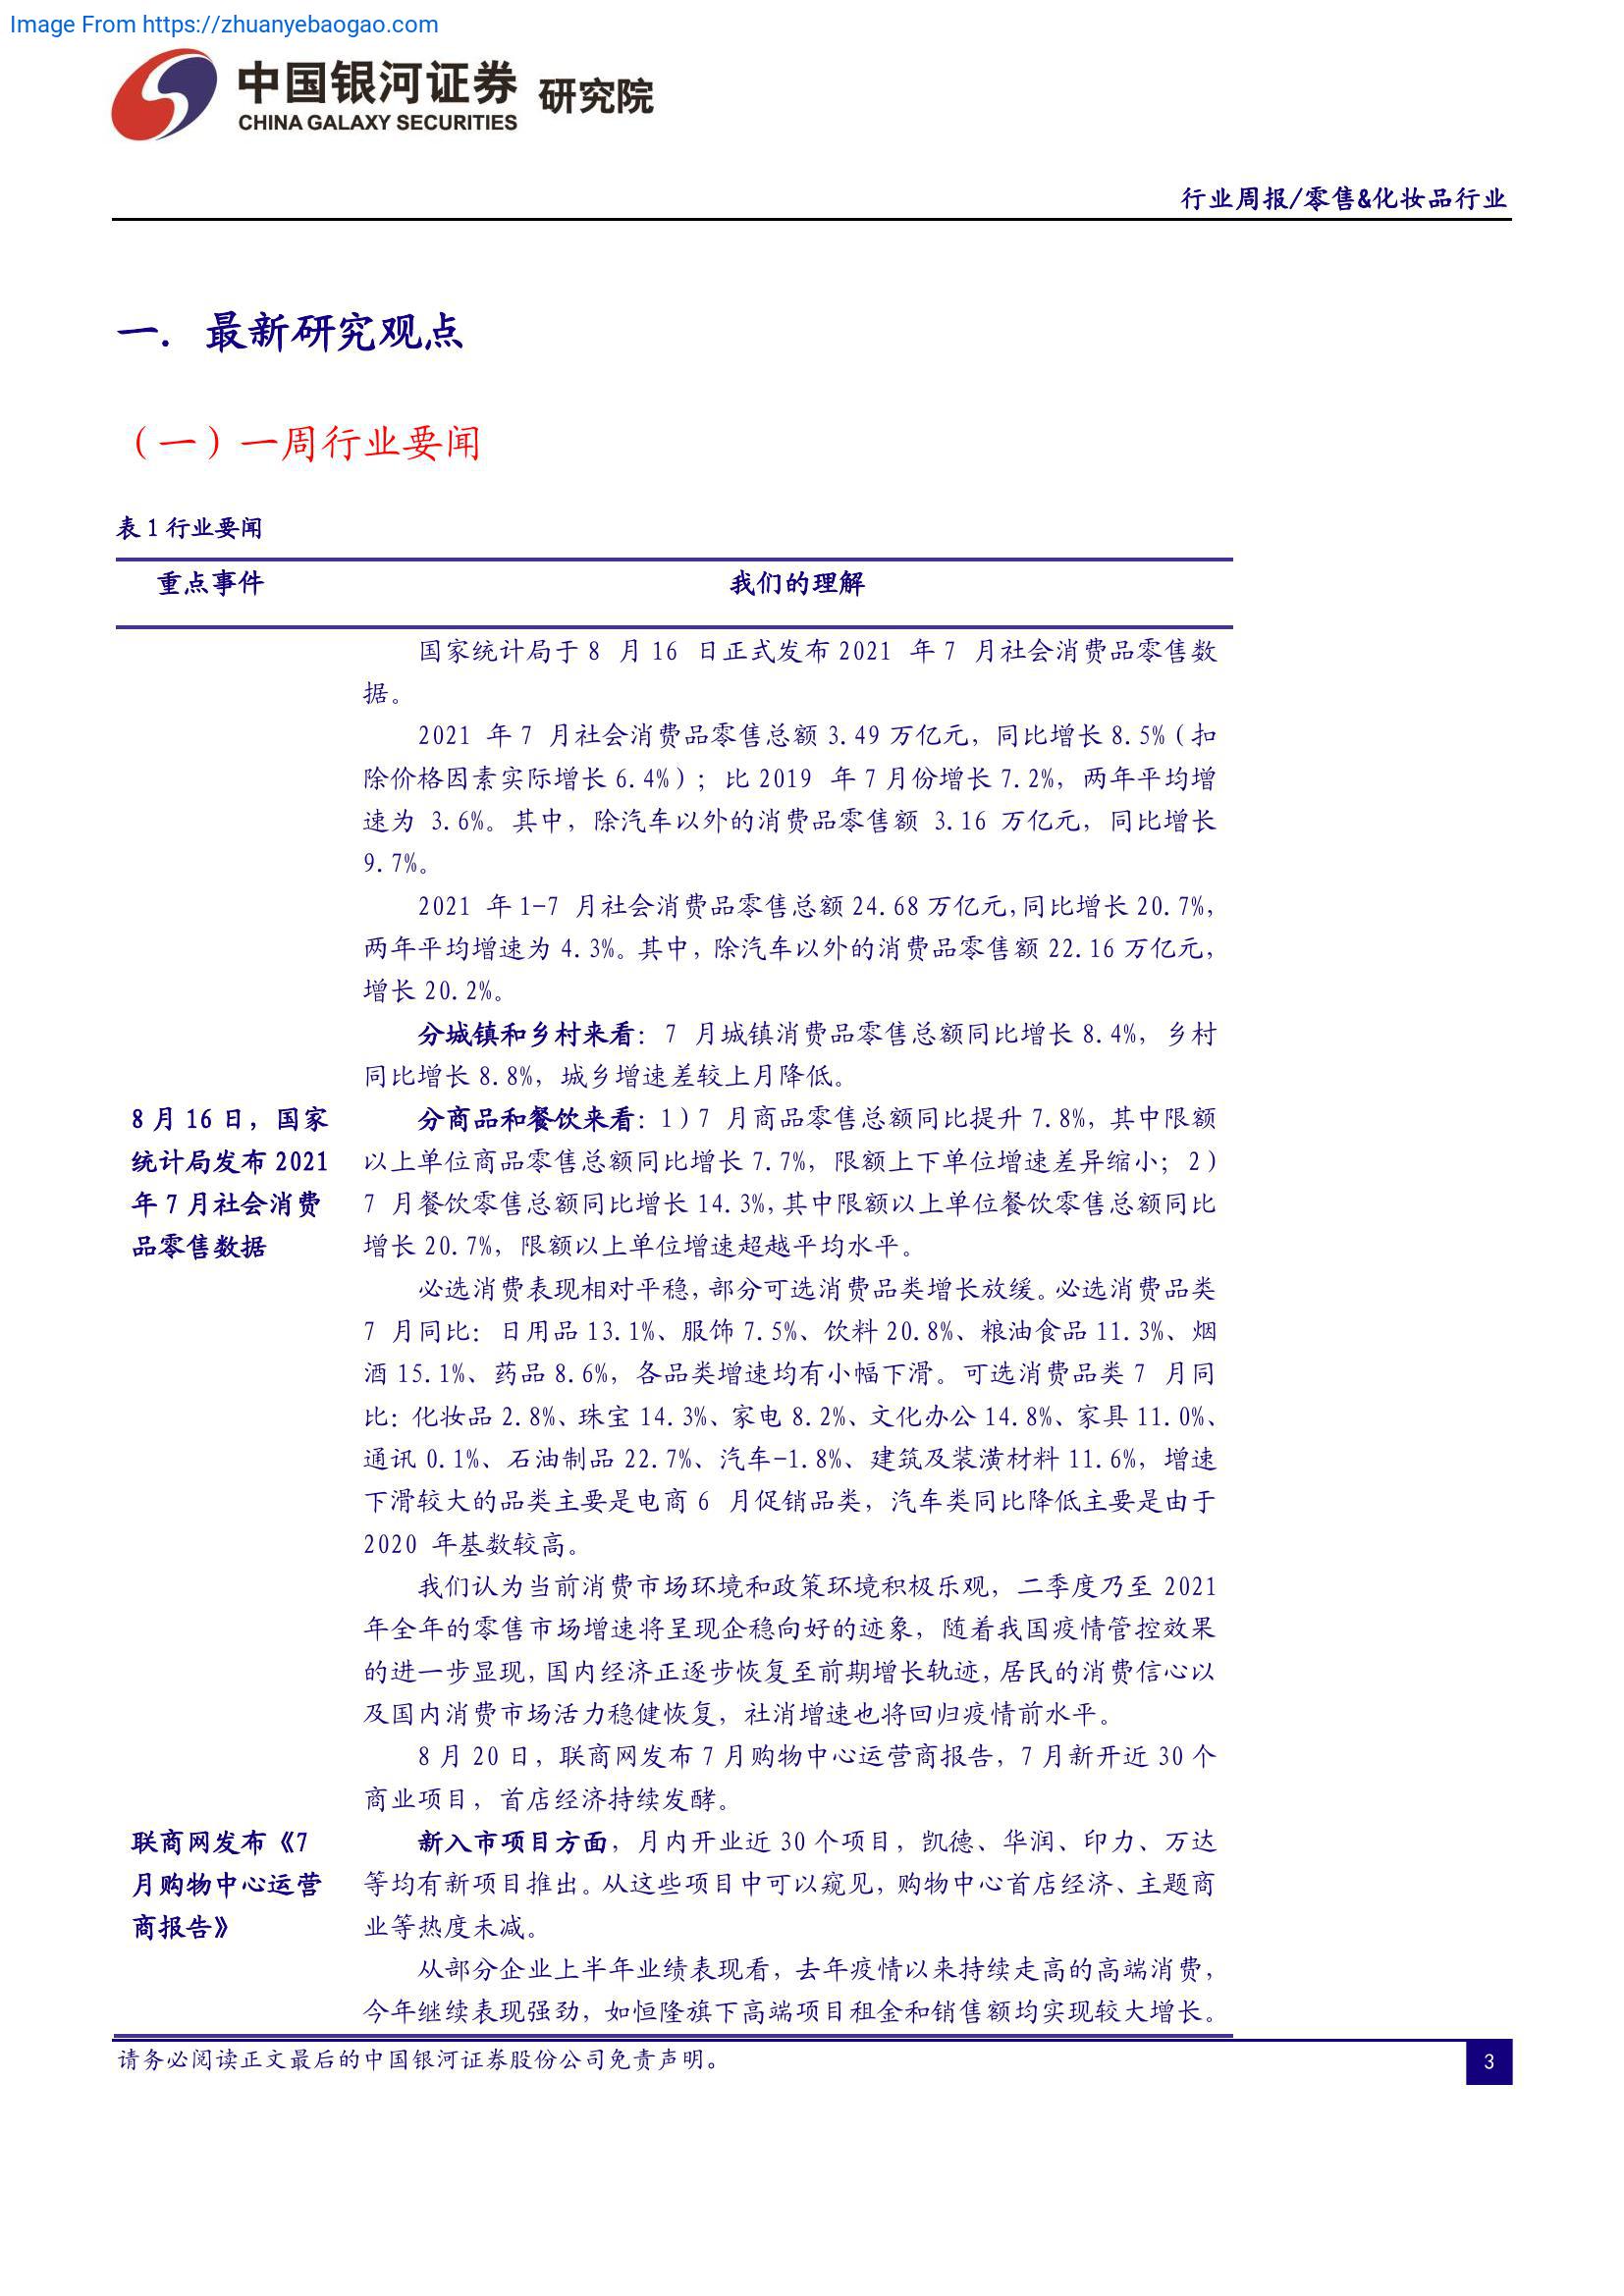 Image From https://zhuanyebaogao.com
中国银河证券 研究院
CHINA GALAXY SECURITIES
行业周报/零售&化妆品行业
一. 最新研究观点
（一）一周行业要闻
表 1 行业要闻
重点事件 我们的理解
国家统计局于 8 月 16 日正式发布 2021 年 7 月社会消费品零售数
据。
2021 年 7 月社会消费品零售总额 3.49 万亿元，同比增长 8.5%（扣
除价格因素实际增长 6.4%）；比 2019 年 7 月份增长 7.2%，两年平均增
速为 3.6%。其中，除汽车以外的消费品零售额 3.16 万亿元，同比增长
9.7%。
2021 年 1-7 月社会消费品零售总额 24.68 万亿元，同比增长 20.7%，
两年平均增速为 4.3%。其中，除汽车以外的消费品零售额 22.16 万亿元，
增长 20.2%。
分城镇和乡村来看：7 月城镇消费品零售总额同比增长 8.4%，乡村
同比增长 8.8%，城乡增速差较上月降低。
8 月 16 日，国家
统计局发布 2021
年 7 月社会消费
品零售数据
分商品和餐饮来看：1）7 月商品零售总额同比提升 7.8%，其中限额
以上单位商品零售总额同比增长 7.7%，限额上下单位增速差异缩小；2）
7 月餐饮零售总额同比增长 14.3%，其中限额以上单位餐饮零售总额同比
增长 20.7%，限额以上单位增速超越平均水平。
必选消费表现相对平稳，部分可选消费品类增长放缓。必选消费品类
7 月同比：日用品 13.1%、服饰 7.5%、饮料 20.8%、粮油食品 11.3%、烟
酒 15.1%、药品 8.6%，各品类增速均有小幅下滑。可选消费品类 7 月同
比：化妆品 2.8%、珠宝 14.3%、家电 8.2%、文化办公 14.8%、家具 11.0%、
通讯 0.1%、石油制品 22.7%、汽车-1.8%、建筑及装潢材料 11.6%，增速
下滑较大的品类主要是电商 6 月促销品类，汽车类同比降低主要是由于
2020 年基数较高。
我们认为当前消费市场环境和政策环境积极乐观，二季度乃至 2021
年全年的零售市场增速将呈现企稳向好的迹象，随着我国疫情管控效果
的进一步显现，国内经济正逐步恢复至前期增长轨迹，居民的消费信心以
及国内消费市场活力稳健恢复，社消增速也将回归疫情前水平。
8 月 20 日，联商网发布 7 月购物中心运营商报告，7 月新开近 30 个
商业项目，首店经济持续发酵。
联商网发布《7
月购物中心运营
商报告》
新入市项目方面，月内开业近 30 个项目，凯德、华润、印力、万达
等均有新项目推出。从这些项目中可以窥见，购物中心首店经济、主题商
业等热度未减。
从部分企业上半年业绩表现看，去年疫情以来持续走高的高端消费，
今年继续表现强劲，如恒隆旗下高端项目租金和销售额均实现较大增长。
请务必阅读正文最后的中国银河证券股份公司免责声明。
3